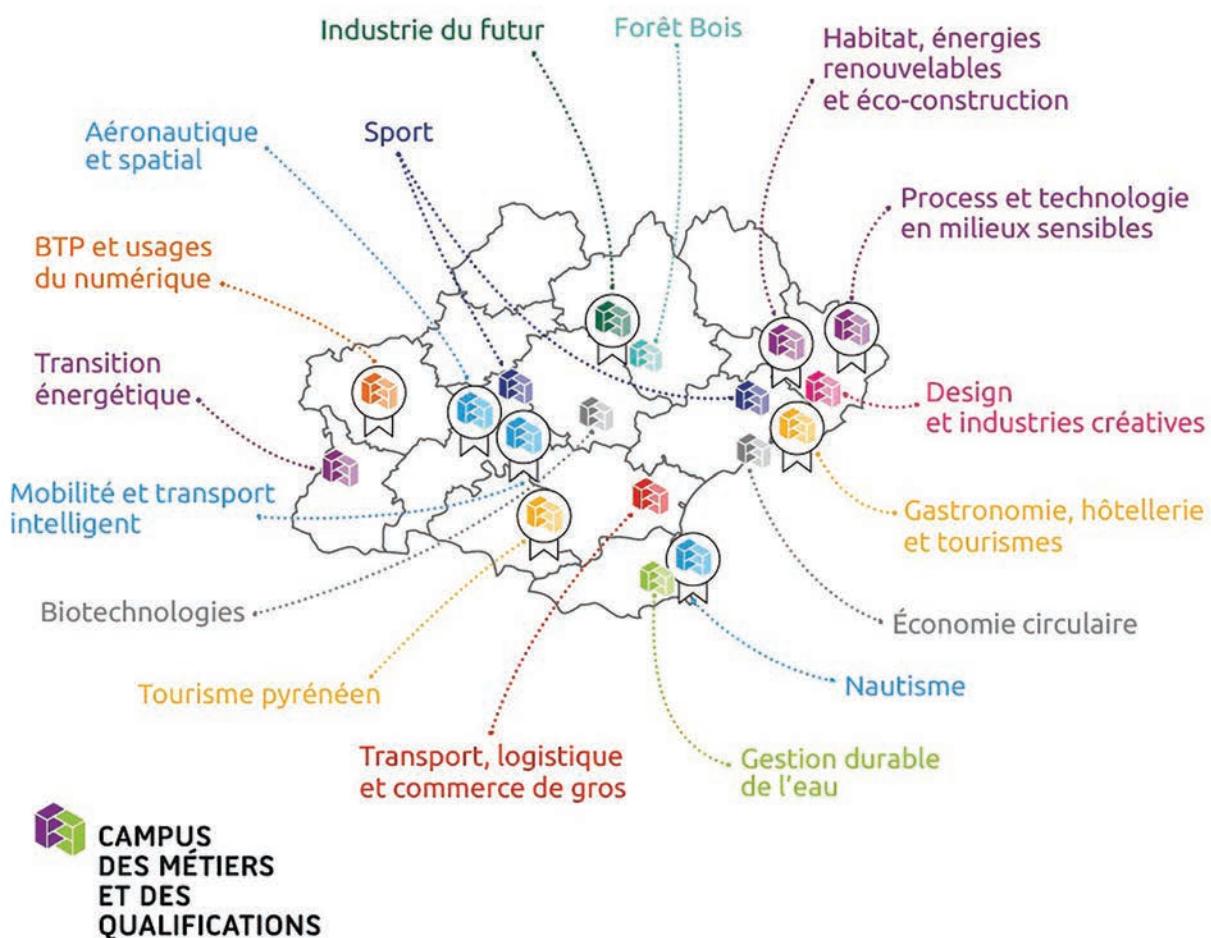 Industrie du futur
Forêt Bois
Habitat, énergies
renouvelables
et éco-construction
Aéronautique
et spatial
Sport
Process et technologie
en milieux sensibles
BTP et usages
du numérique
Transition
énergétique
Design
et industries créatives
Mobilité et transport
intelligent
Gastronomie, hôtellerie
et tourismes
Biotechnologies
Économie circulaire
Tourisme pyrénéen
Nautisme
Transport, logistique
et commerce de gros
Gestion durable
de l'eau
CAMPUS
DES MÉTIERS
ET DES
QUALIFICATIONS